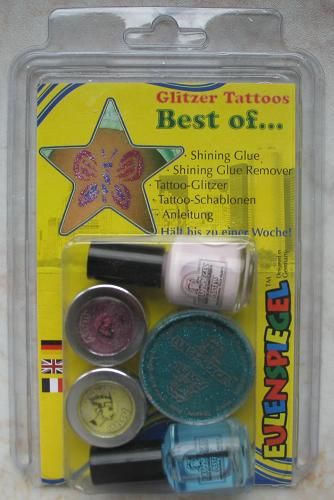 Glitzer Tattoos
Best of...
· Shining Glue
· Shining Glue Remover
· Tattoo-Glitzer
· Tattoo-Schablonen
· Anleitung
Hält bis zu einer Woche!
EULENSPIEGEL™